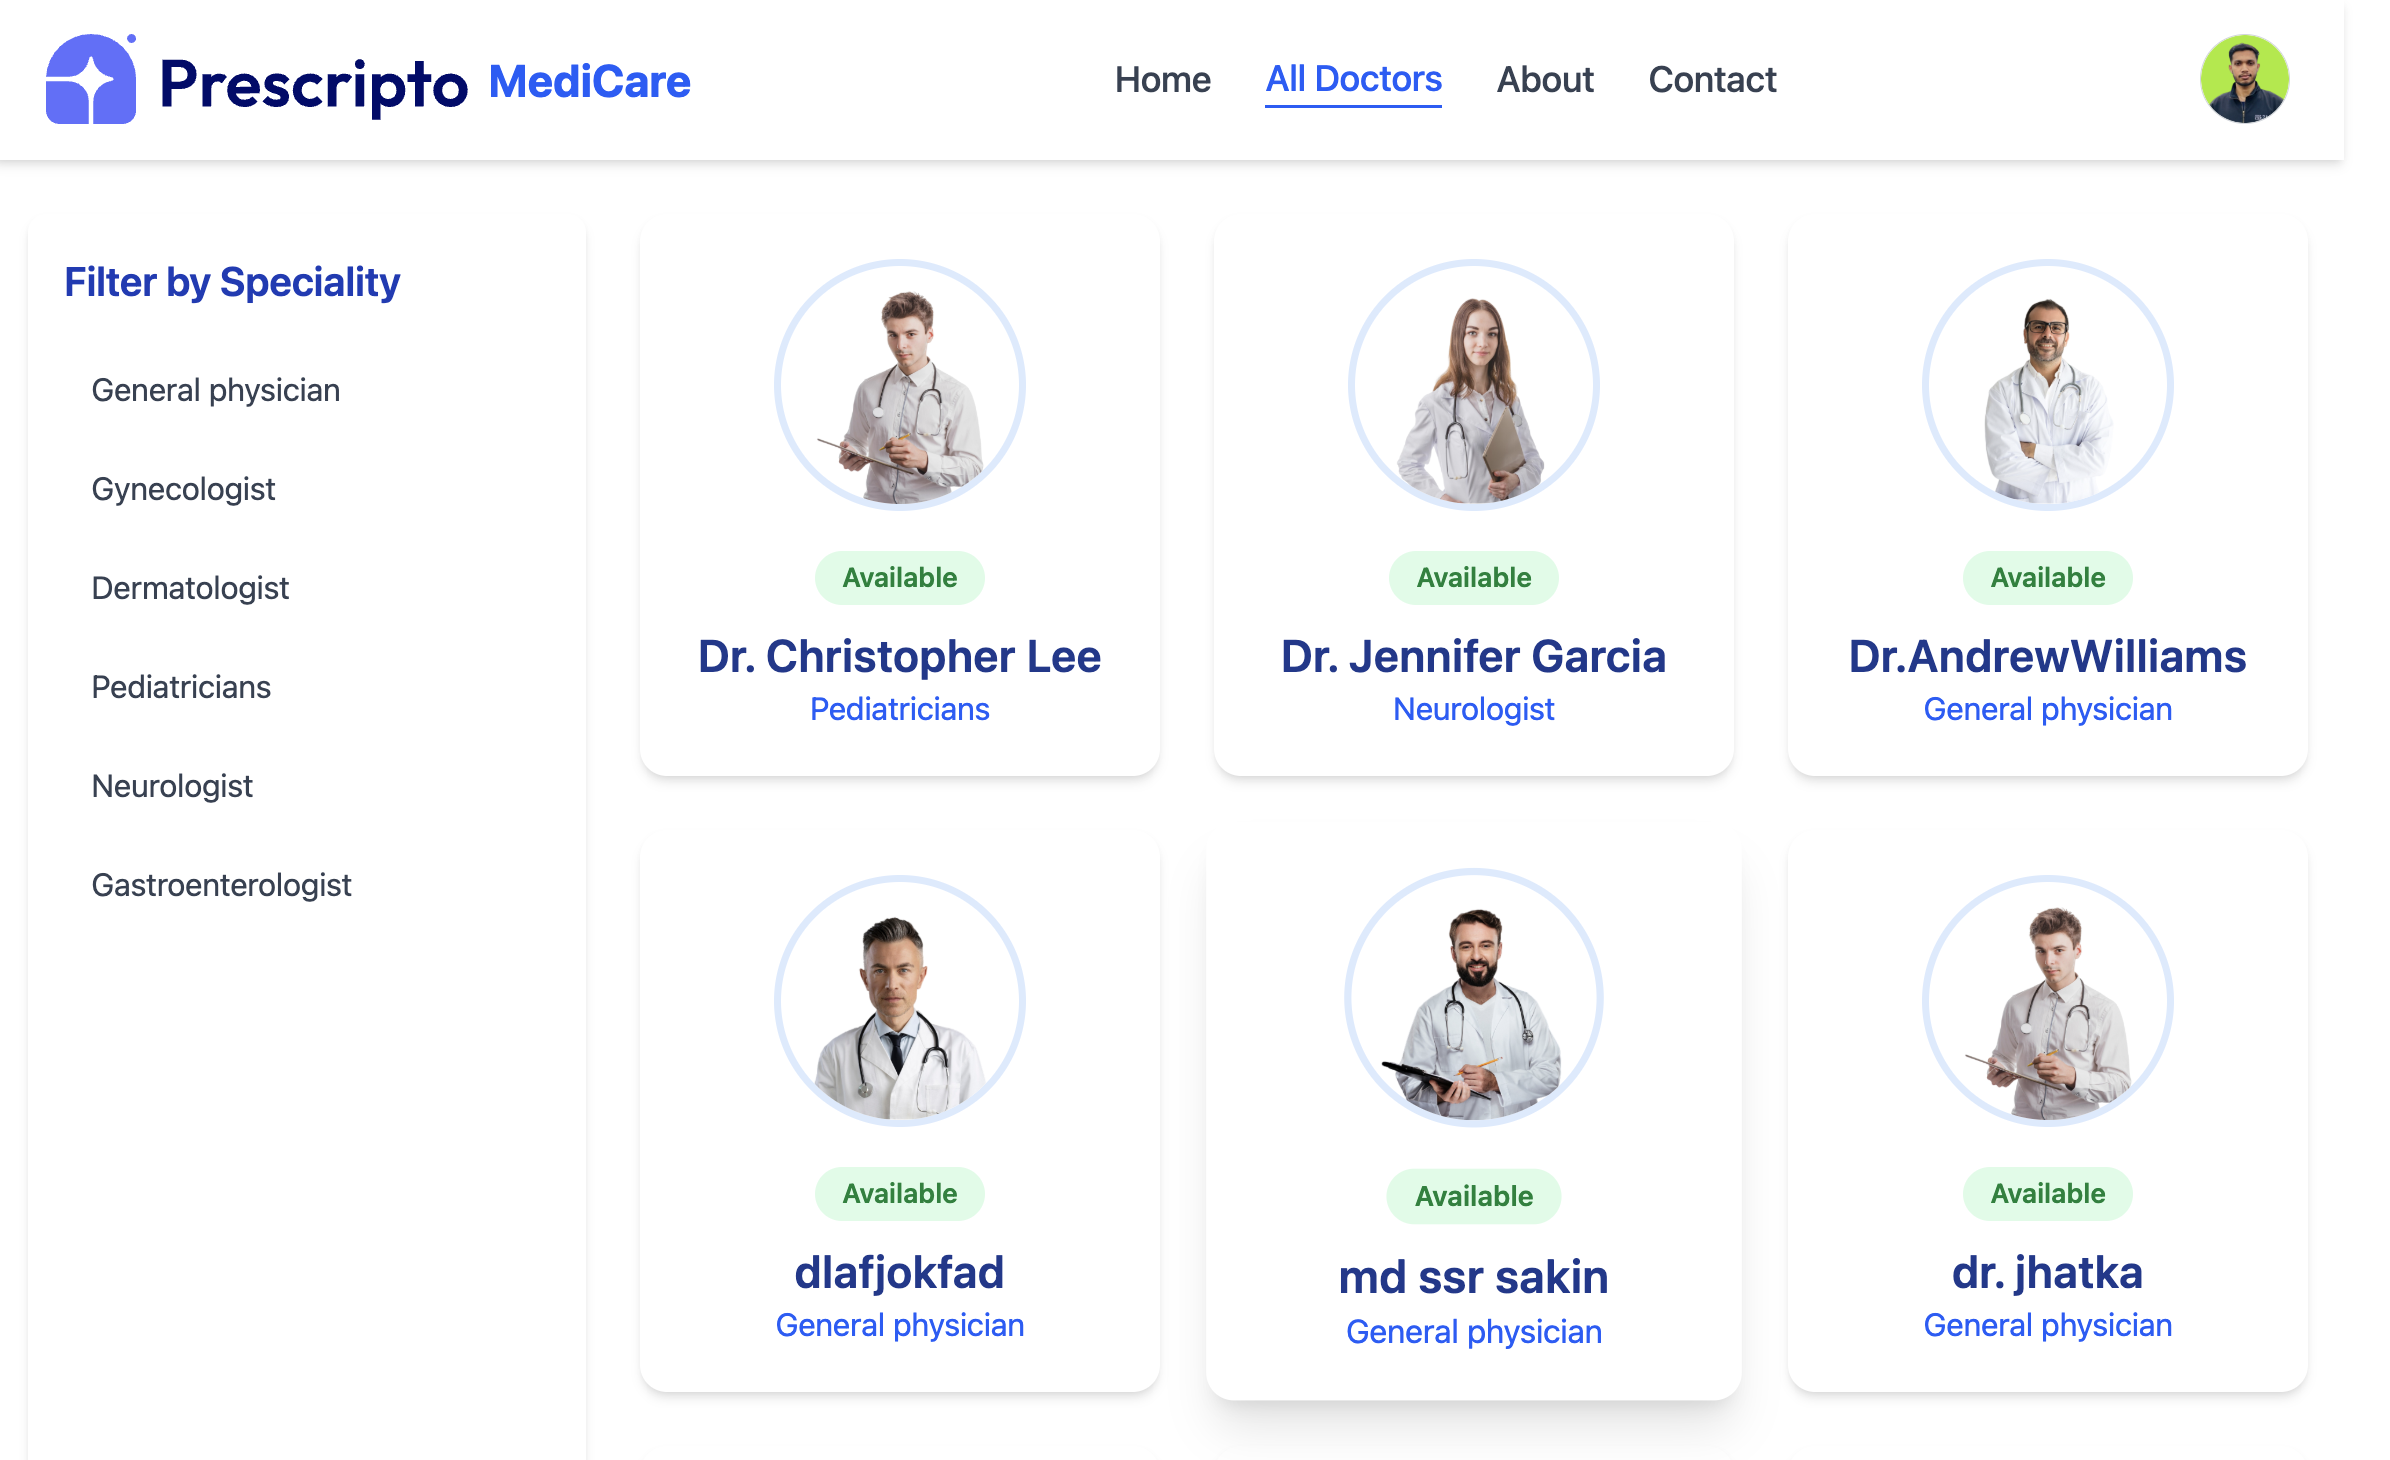 Prescripto MediCare
Home All Doctors About Contact
Filter by Speciality
General physician
Gynecologist
Dermatologist
Pediatricians
Neurologist
Gastroenterologist
Available
Dr. Christopher Lee
Pediatricians
Available
Dr. Jennifer Garcia
Neurologist
Available
Dr.AndrewWilliams
General physician
Available
dlafjokfad
General physician
Available
md ssr sakin
General physician
Available
dr. jhatka
General physician